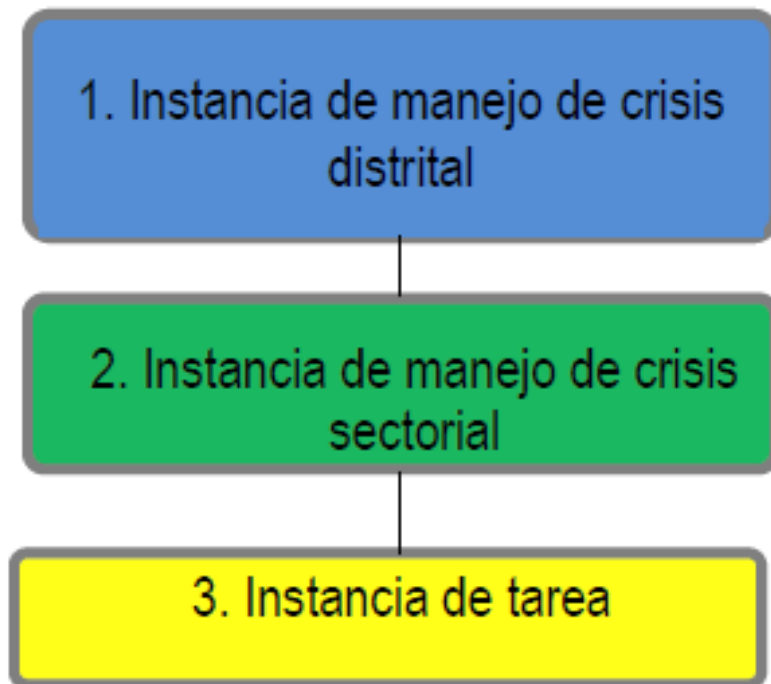 1. Instancia de manejo de crisis
distrital
2. Instancia de manejo de crisis
sectorial
3. Instancia de tarea